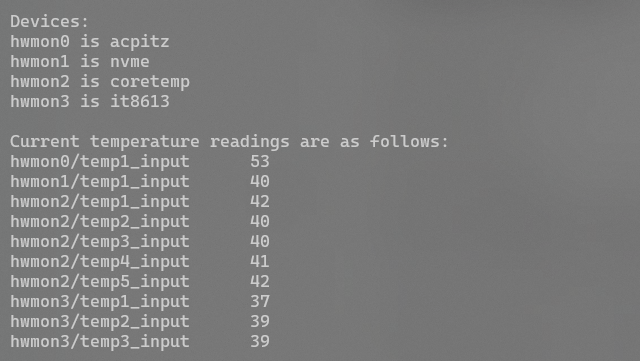 Devices:
hwmon0 is acpitz
hwmon1 is nvme
hwmon2 is coretemp
hwmon3 is it8613

Current temperature readings are as follows:
hwmon0/temp1_input      53
hwmon1/temp1_input      40
hwmon2/temp1_input      42
hwmon2/temp2_input      40
hwmon2/temp3_input      40
hwmon2/temp4_input      41
hwmon2/temp5_input      42
hwmon3/temp1_input      37
hwmon3/temp2_input      39
hwmon3/temp3_input      39